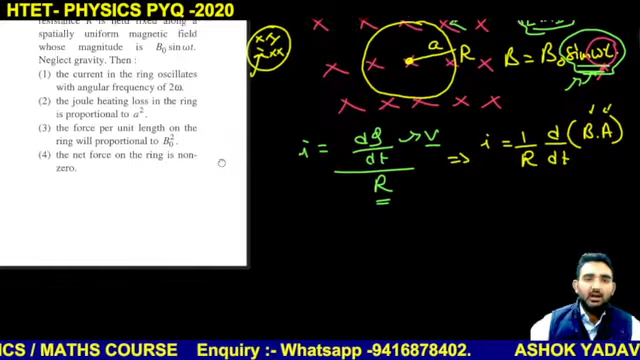 HTET- PHYSICS PYQ -2020
resistance R is held fixed along a
spatially uniform magnetic field
whose magnitude is B₀ sin ωt.
Neglect gravity. Then :
(1) the current in the ring oscillates
with angular frequency of 2ω.
(2) the joule heating loss in the ring
is proportional to a².
(3) the force per unit length on the
ring will proportional to B₀².
(4) the net force on the ring is non-
zero.
a
R
B = B₀ sin ωt
i = dφ/dt / R → V
⇒ i = 1/R d/dt (B.A)
ICS / MATHS COURSE Enquiry :- Whatsapp -9416878402. ASHOK YADAV